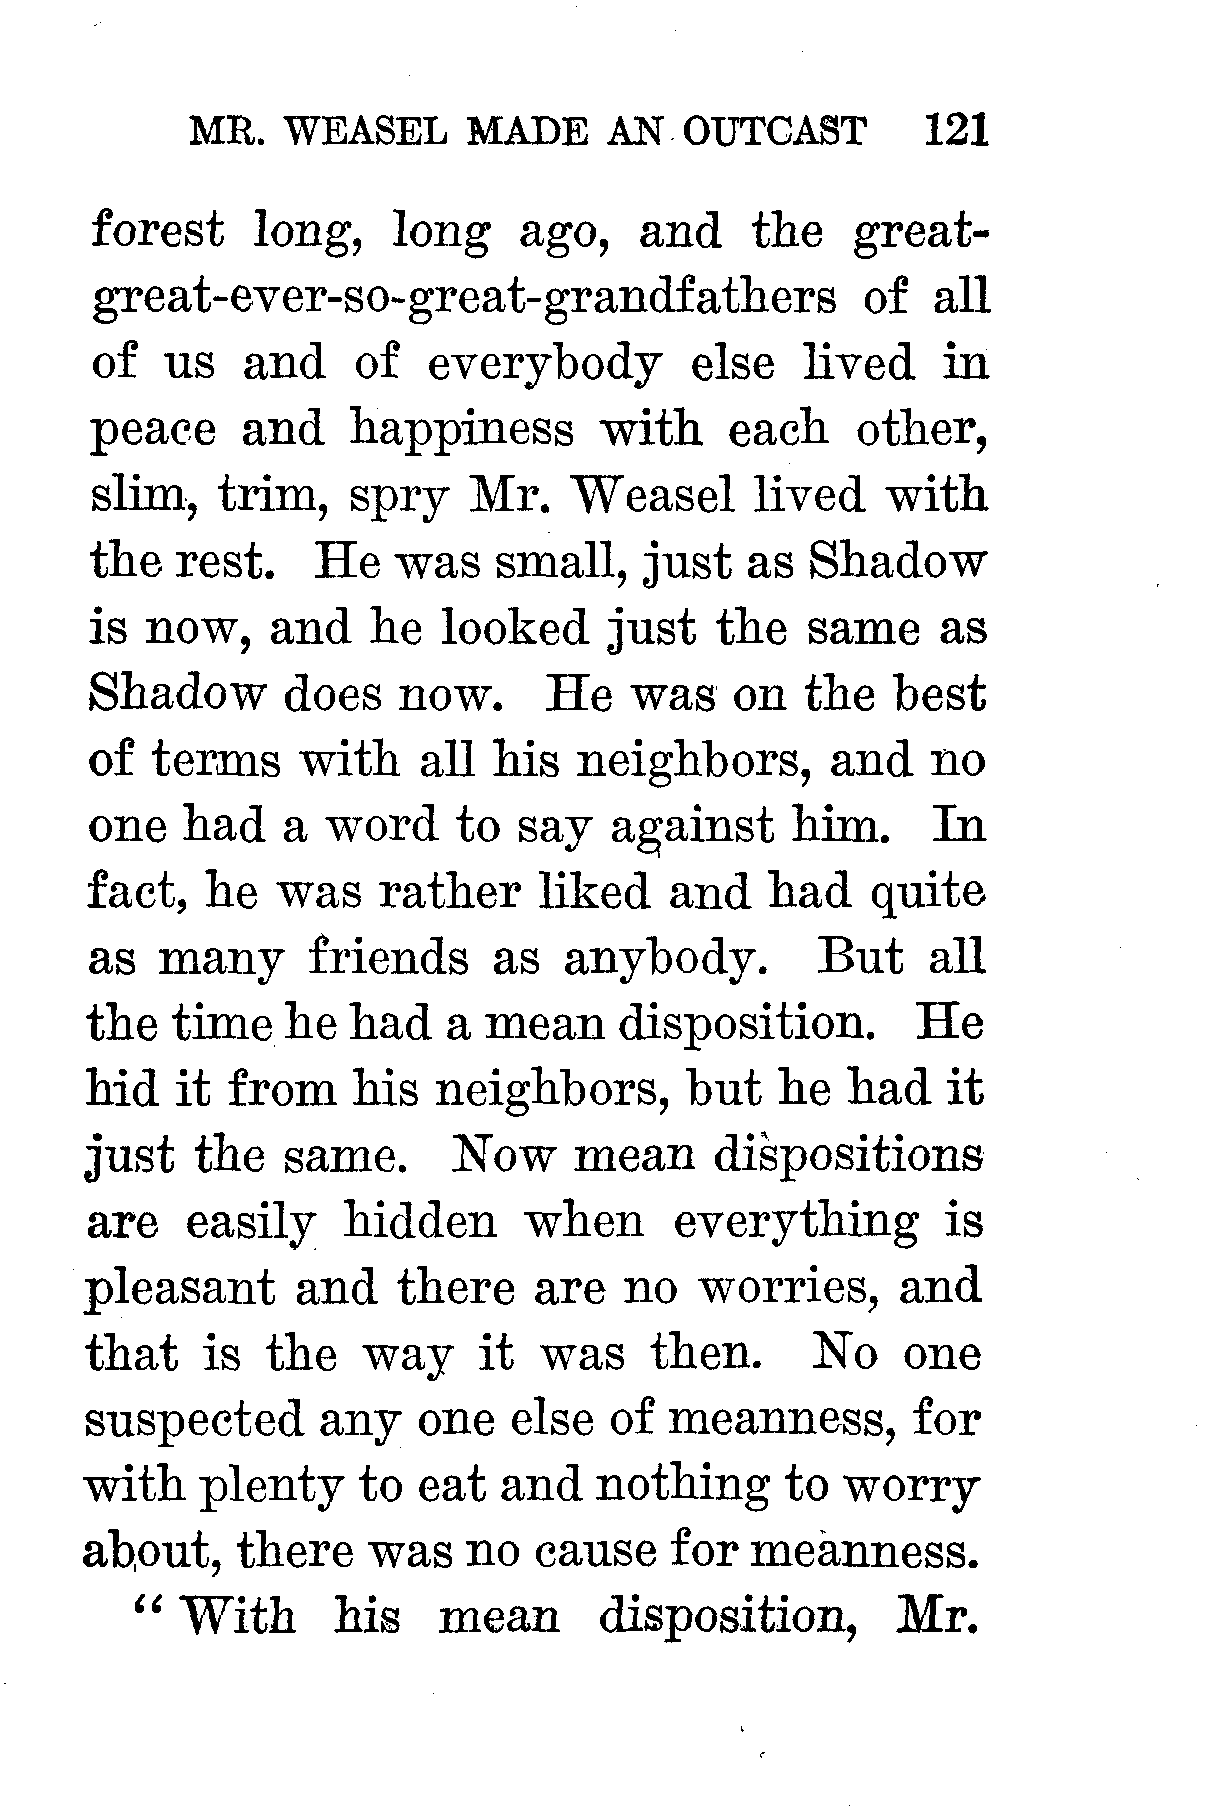 MR. WEASEL MADE AN OUTCAST 121
forest long, long ago, and the great-
great-ever-so-great-grandfathers of all
of us and of everybody else lived in
peace and happiness with each other,
slim, trim, spry Mr. Weasel lived with
the rest. He was small, just as Shadow
is now, and he looked just the same as
Shadow does now. He was on the best
of terms with all his neighbors, and no
one had a word to say against him. In
fact, he was rather liked and had quite
as many friends as anybody. But all
the time he had a mean disposition. He
hid it from his neighbors, but he had it
just the same. Now mean dispositions
are easily hidden when everything is
pleasant and there are no worries, and
that is the way it was then. No one
suspected any one else of meanness, for
with plenty to eat and nothing to worry
about, there was no cause for meanness.
“ With his mean disposition, Mr.